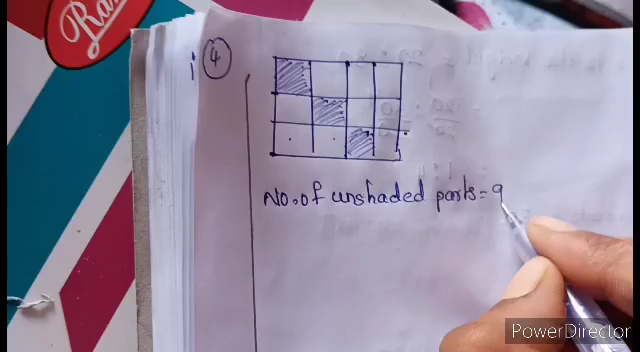 ④
No. of unshaded parts = 9
PowerDirector